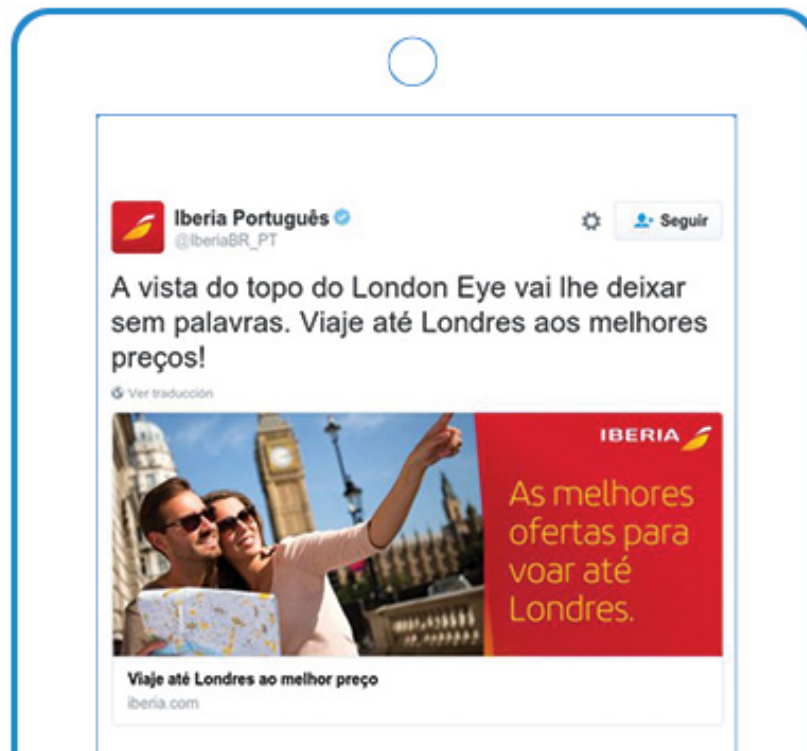 Iberia Português
Seguir
@IberiaBR_PT
A vista do topo do London Eye vai lhe deixar
sem palavras. Viaje até Londres aos melhores
preços!
Ver traducción
IBERIA
As melhores
ofertas para
voar até
Londres.
Viaje até Londres ao melhor preço
iberia.com